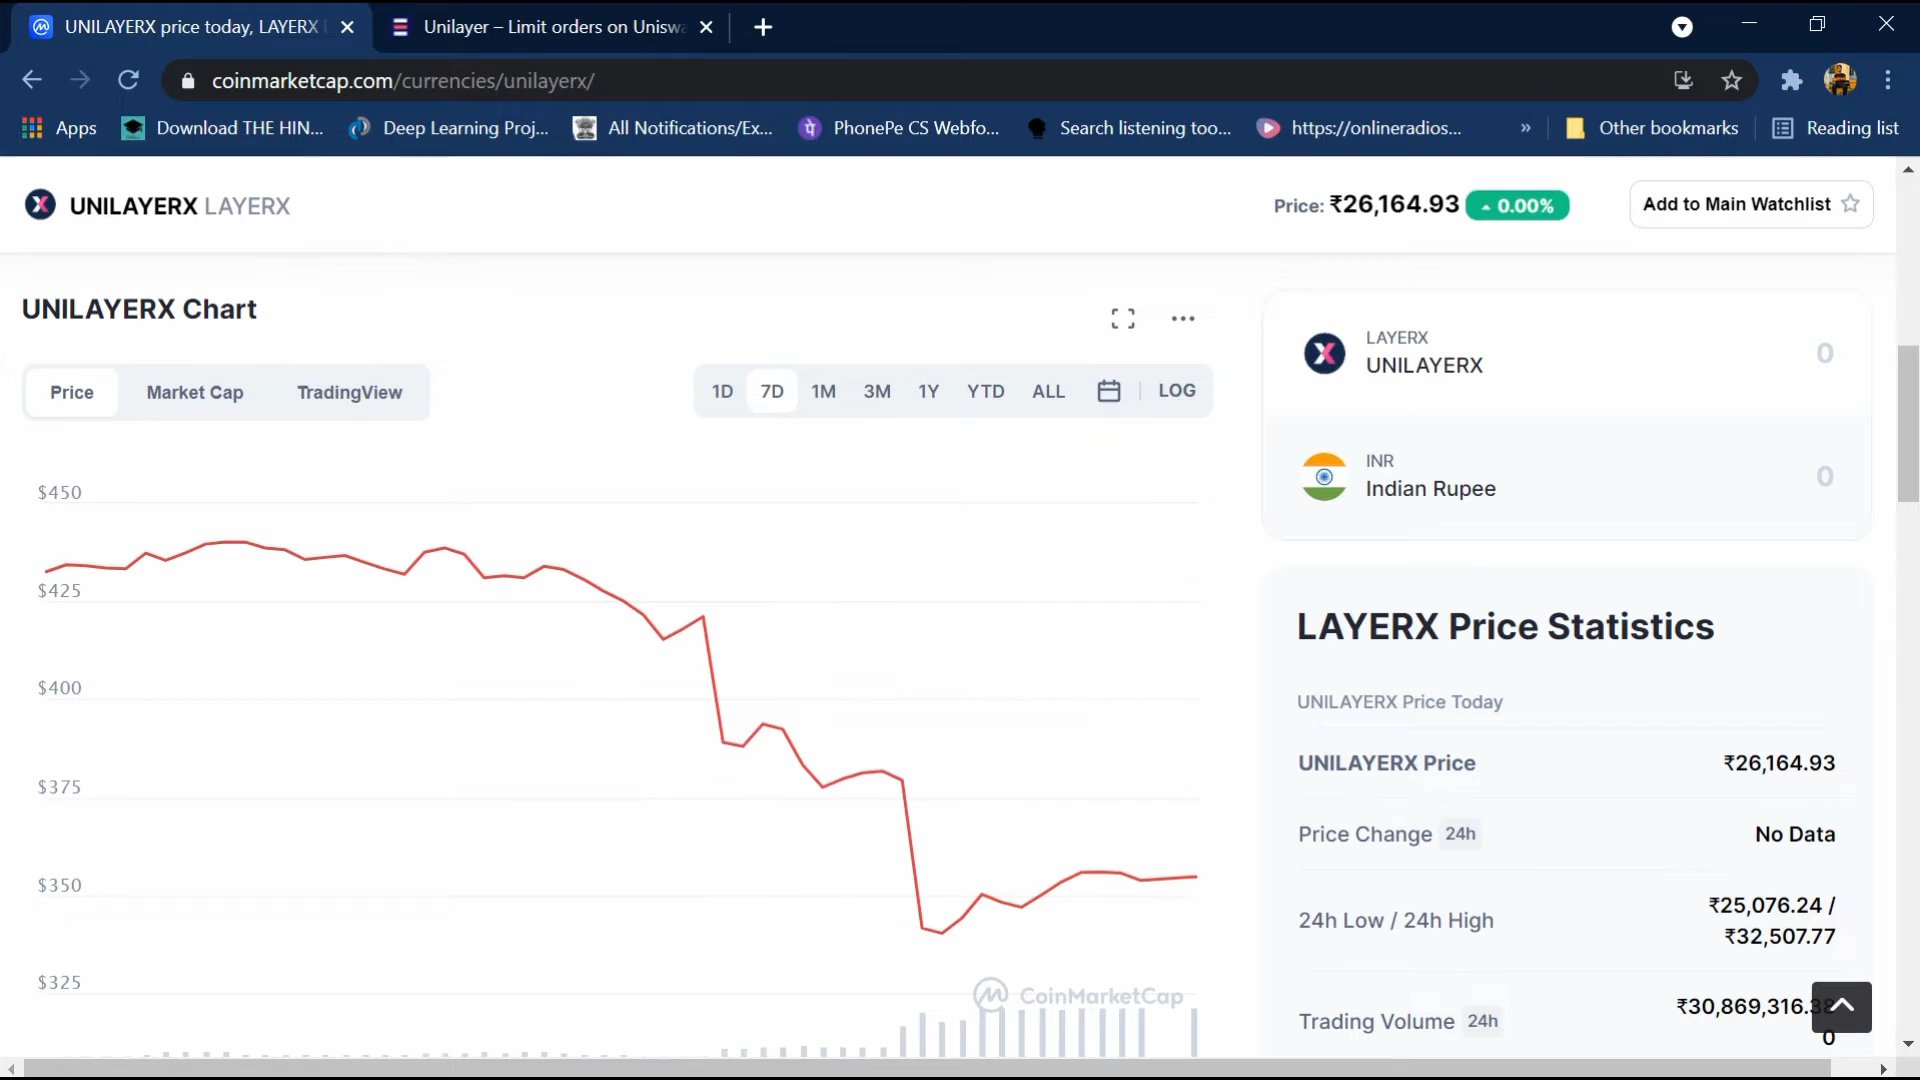 UNILAYERX price today, LAYERX
Unilayer – Limit orders on Unisw
coinmarketcap.com/currencies/unilayerx/
Apps
Download THE HIN...
Deep Learning Proj...
All Notifications/Ex...
PhonePe CS Webfo...
Search listening too...
https://onlineradios...
»
Other bookmarks
Reading list
UNILAYERX LAYERX
Price: ₹26,164.93
0.00%
Add to Main Watchlist
UNILAYERX Chart
Price
Market Cap
TradingView
1D
7D
1M
3M
1Y
YTD
ALL
LOG
$450
$425
$400
$375
$350
$325
CoinMarketCap
LAYERX
UNILAYERX
0
INR
Indian Rupee
0
LAYERX Price Statistics
UNILAYERX Price Today
UNILAYERX Price
₹26,164.93
Price Change 24h
No Data
24h Low / 24h High
₹25,076.24 /
₹32,507.77
Trading Volume 24h
₹30,869,316.38
0